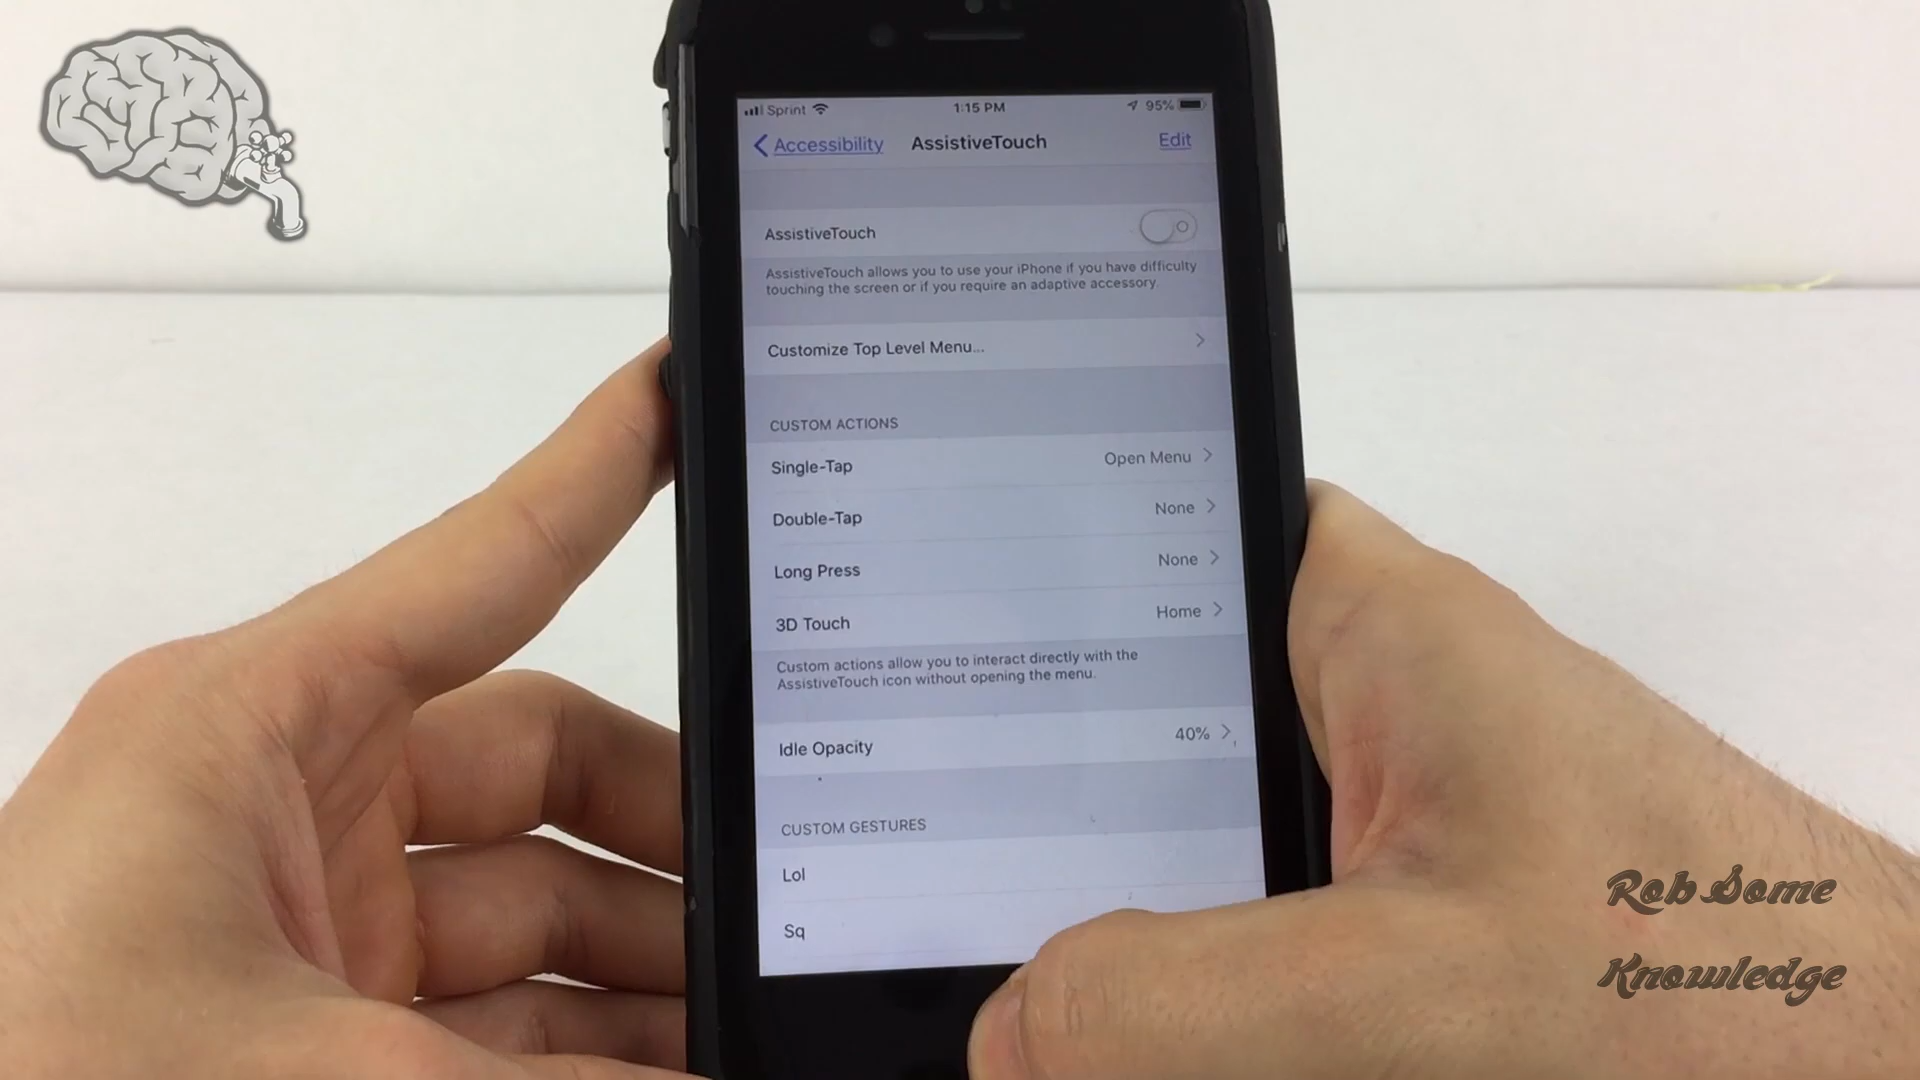 Sprint 1:15 PM 95%
Accessibility AssistiveTouch Edit
AssistiveTouch
AssistiveTouch allows you to use your iPhone if you have difficulty
touching the screen or if you require an adaptive accessory.
Customize Top Level Menu...
CUSTOM ACTIONS
Single-Tap Open Menu
Double-Tap None
Long Press None
3D Touch Home
Custom actions allow you to interact directly with the
AssistiveTouch icon without opening the menu.
Idle Opacity 40%
CUSTOM GESTURES
Lol
Sq
Rob Some
Knowledge